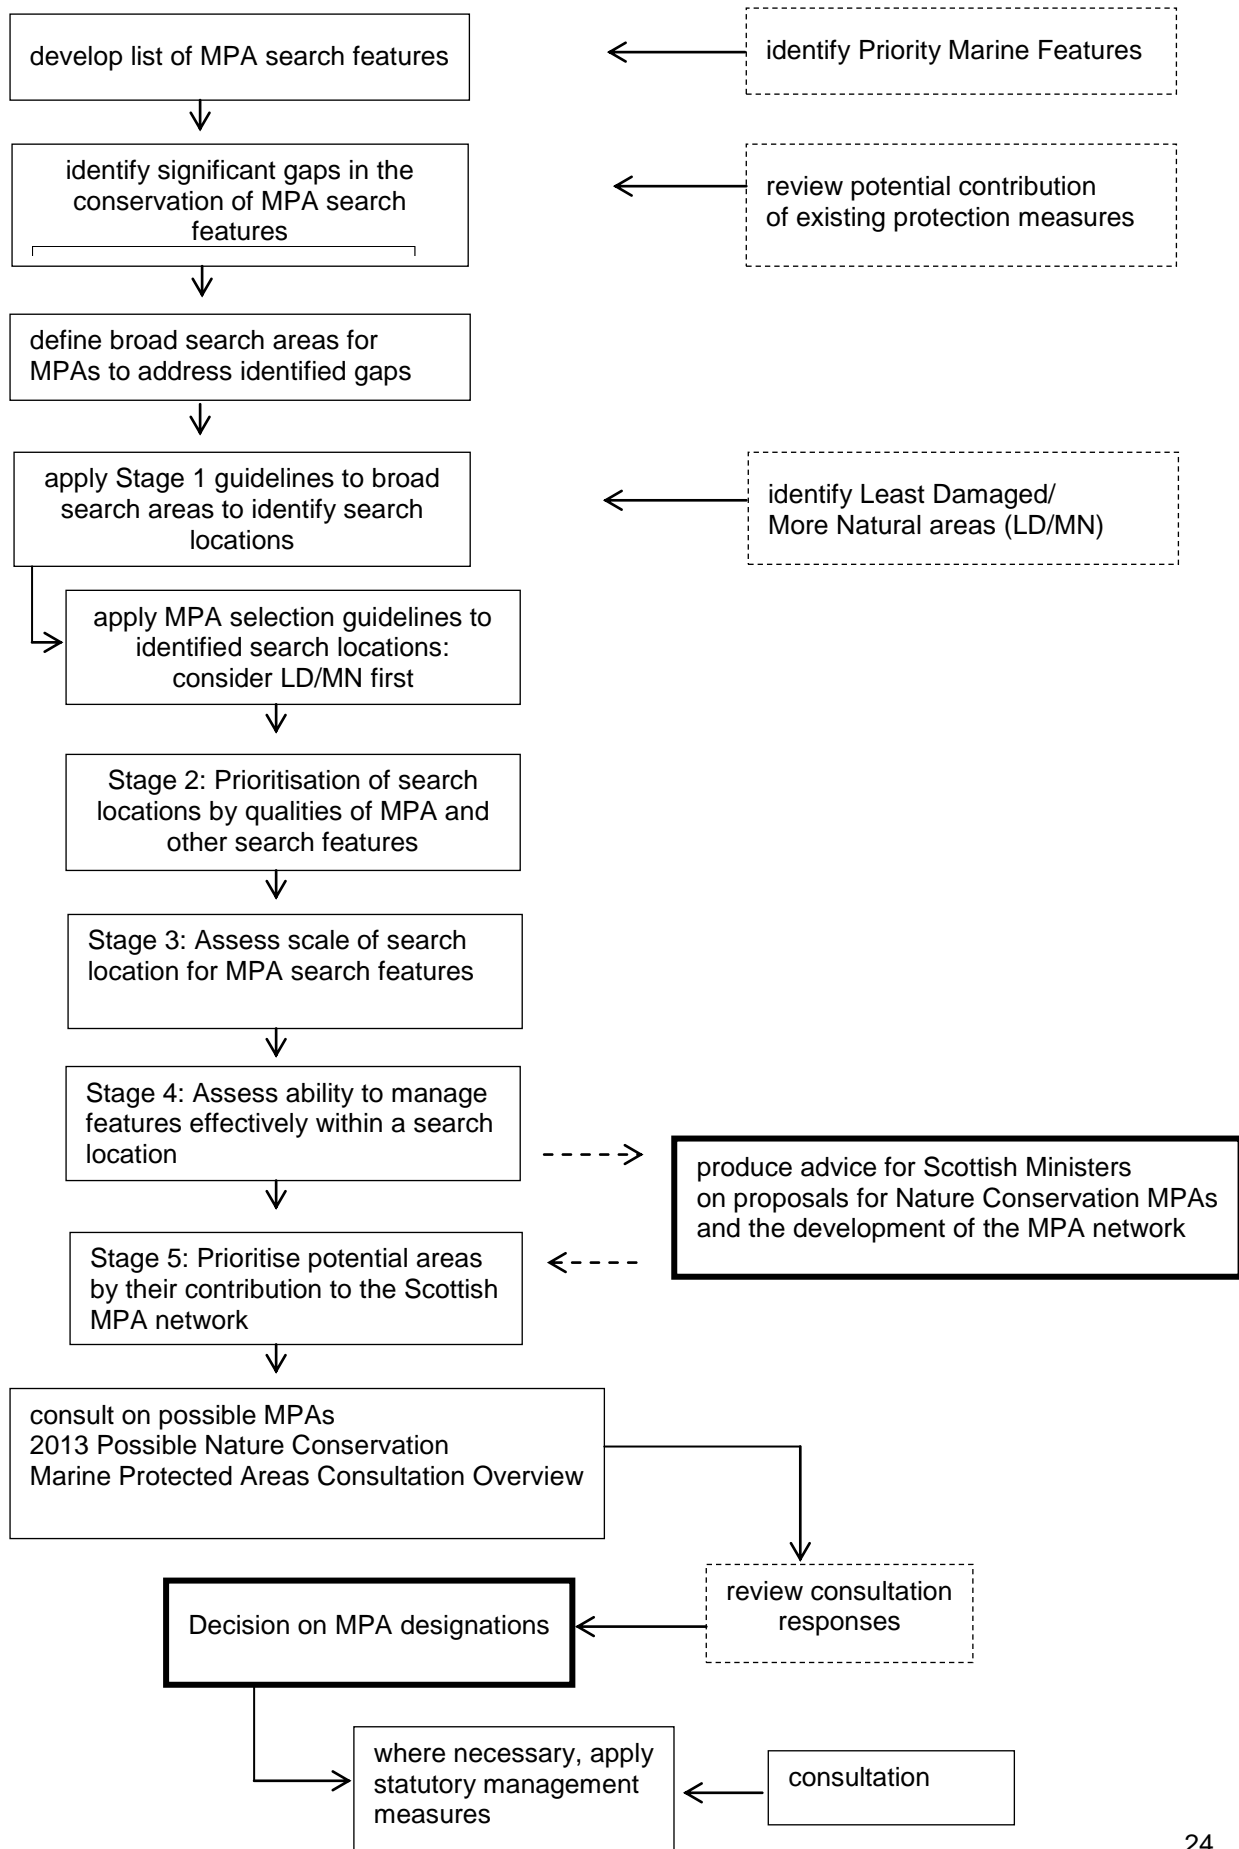 develop list of MPA search features
identify Priority Marine Features
identify significant gaps in the
conservation of MPA search
features
review potential contribution
of existing protection measures
define broad search areas for
MPAs to address identified gaps
apply Stage 1 guidelines to broad
search areas to identify search
locations
identify Least Damaged/
More Natural areas (LD/MN)
apply MPA selection guidelines to
identified search locations:
consider LD/MN first
Stage 2: Prioritisation of search
locations by qualities of MPA and
other search features
Stage 3: Assess scale of search
location for MPA search features
Stage 4: Assess ability to manage
features effectively within a search
location
produce advice for Scottish Ministers
on proposals for Nature Conservation MPAs
and the development of the MPA network
Stage 5: Prioritise potential areas
by their contribution to the Scottish
MPA network
consult on possible MPAs
2013 Possible Nature Conservation
Marine Protected Areas Consultation Overview
review consultation
responses
Decision on MPA designations
where necessary, apply
statutory management
measures
consultation
24